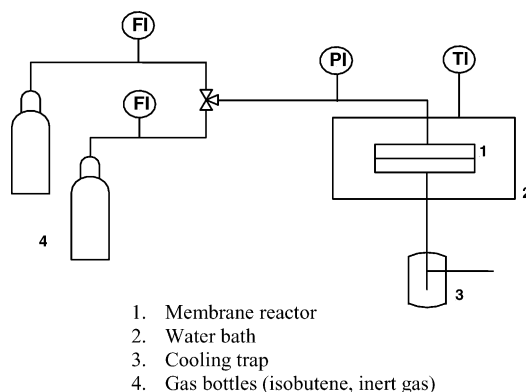 FI
FI
PI
TI
1
2
4
3
1. Membrane reactor
2. Water bath
3. Cooling trap
4. Gas bottles (isobutene, inert gas)